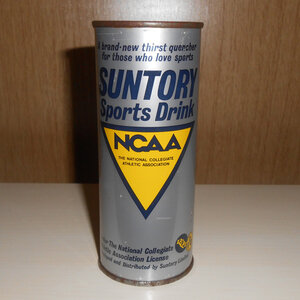 A brand-new thirst quencher
for those who love sports
SUNTORY
Sports Drink
NCAA
THE NATIONAL COLLEGIATE
ATHLETIC ASSOCIATION
The National Collegiate
Association License
and Distributed by Suntory Limited